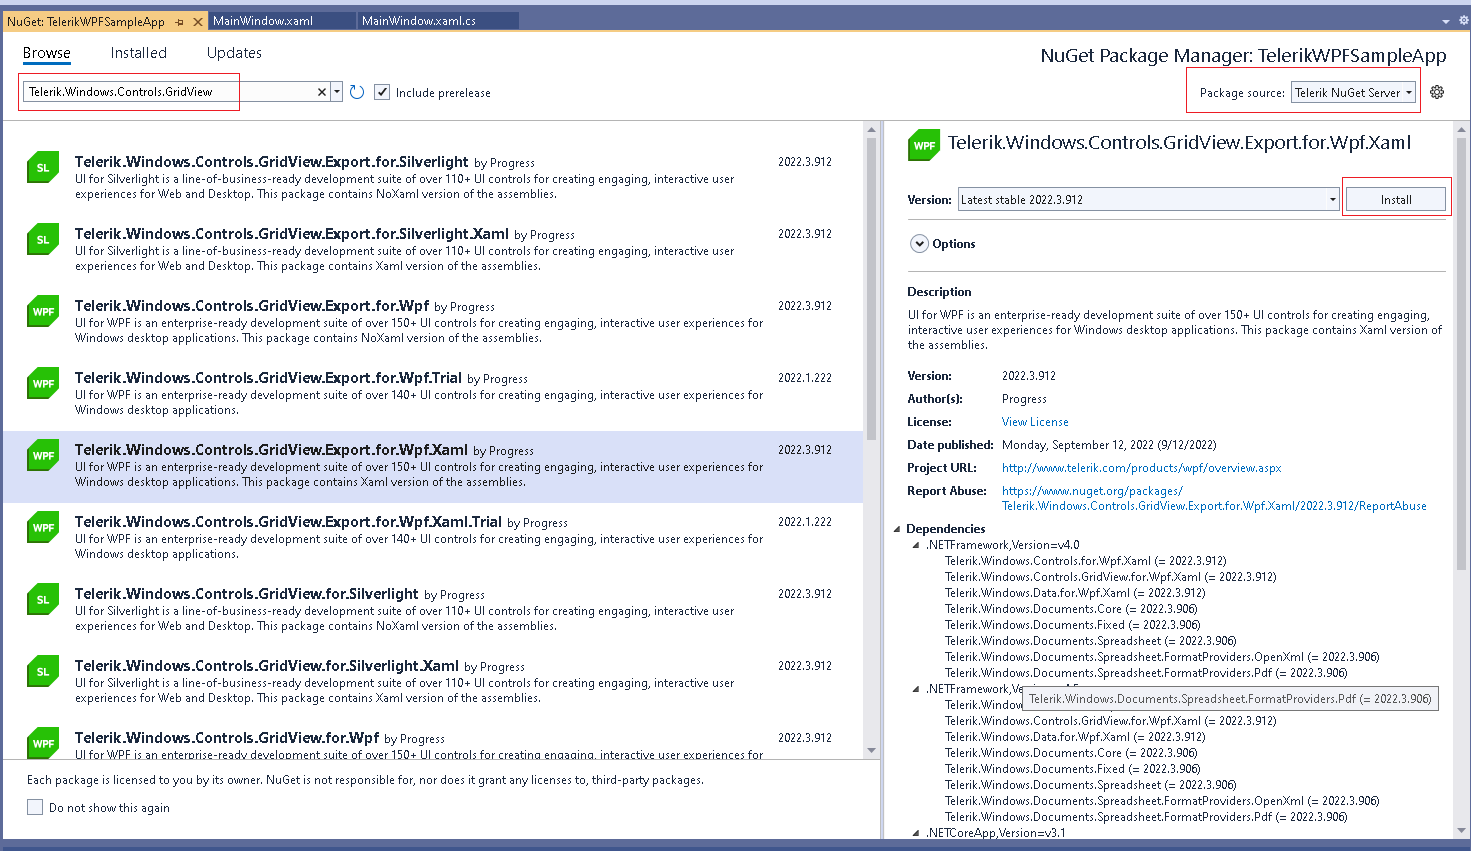 NuGet: TelerikWPFSampleApp
MainWindow.xaml
MainWindow.xaml.cs
Browse
Installed
Updates
NuGet Package Manager: TelerikWPFSampleApp
Telerik.Windows.Controls.GridView
Include prerelease
Package source: Telerik NuGet Server
SL
Telerik.Windows.Controls.GridView.Export.for.Silverlight by Progress
2022.3.912
UI for Silverlight is a line-of-business-ready development suite of over 110+ UI controls for creating engaging, interactive user
experiences for Web and Desktop. This package contains NoXaml version of the assemblies.
SL
Telerik.Windows.Controls.GridView.Export.for.Silverlight.Xaml by Progress
2022.3.912
UI for Silverlight is a line-of-business-ready development suite of over 110+ UI controls for creating engaging, interactive user
experiences for Web and Desktop. This package contains Xaml version of the assemblies.
WPF
Telerik.Windows.Controls.GridView.Export.for.Wpf by Progress
2022.3.912
UI for WPF is an enterprise-ready development suite of over 150+ UI controls for creating engaging, interactive user experiences for
Windows desktop applications. This package contains NoXaml version of the assemblies.
WPF
Telerik.Windows.Controls.GridView.Export.for.Wpf.Trial by Progress
2022.1.222
UI for WPF is an enterprise-ready development suite of over 140+ UI controls for creating engaging, interactive user experiences for
Windows desktop applications.
WPF
Telerik.Windows.Controls.GridView.Export.for.Wpf.Xaml by Progress
2022.3.912
UI for WPF is an enterprise-ready development suite of over 150+ UI controls for creating engaging, interactive user experiences for
Windows desktop applications. This package contains Xaml version of the assemblies.
WPF
Telerik.Windows.Controls.GridView.Export.for.Wpf.Xaml.Trial by Progress
2022.1.222
UI for WPF is an enterprise-ready development suite of over 140+ UI controls for creating engaging, interactive user experiences for
Windows desktop applications.
SL
Telerik.Windows.Controls.GridView.for.Silverlight by Progress
2022.3.912
UI for Silverlight is a line-of-business-ready development suite of over 110+ UI controls for creating engaging, interactive user
experiences for Web and Desktop. This package contains NoXaml version of the assemblies.
SL
Telerik.Windows.Controls.GridView.for.Silverlight.Xaml by Progress
2022.3.912
UI for Silverlight is a line-of-business-ready development suite of over 110+ UI controls for creating engaging, interactive user
experiences for Web and Desktop. This package contains Xaml version of the assemblies.
WPF
Telerik.Windows.Controls.GridView.for.Wpf by Progress
2022.3.912
UI for WPF is an enterprise-ready development suite of over 150+ UI controls for creating engaging, interactive user experiences for
Each package is licensed to you by its owner. NuGet is not responsible for, nor does it grant any licenses to, third-party packages.
Do not show this again
WPF
Telerik.Windows.Controls.GridView.Export.for.Wpf.Xaml
Version: Latest stable 2022.3.912
Install
Options
Description
UI for WPF is an enterprise-ready development suite of over 150+ UI controls for creating engaging,
interactive user experiences for Windows desktop applications. This package contains Xaml version of
the assemblies.
Version: 2022.3.912
Author(s): Progress
License: View License
Date published: Monday, September 12, 2022 (9/12/2022)
Project URL: http://www.telerik.com/products/wpf/overview.aspx
Report Abuse: https://www.nuget.org/packages/
Telerik.Windows.Controls.GridView.Export.for.Wpf.Xaml/2022.3.912/ReportAbuse
Dependencies
.NETFramework,Version=v4.0
Telerik.Windows.Controls.for.Wpf.Xaml (= 2022.3.912)
Telerik.Windows.Controls.GridView.for.Wpf.Xaml (= 2022.3.912)
Telerik.Windows.Data.for.Wpf.Xaml (= 2022.3.912)
Telerik.Windows.Documents.Core (= 2022.3.906)
Telerik.Windows.Documents.Fixed (= 2022.3.906)
Telerik.Windows.Documents.Spreadsheet (= 2022.3.906)
Telerik.Windows.Documents.Spreadsheet.FormatProviders.OpenXml (= 2022.3.906)
Telerik.Windows.Documents.Spreadsheet.FormatProviders.Pdf (= 2022.3.906)
.NETFramework,
Telerik.Windows.Documents.Spreadsheet.FormatProviders.Pdf (= 2022.3.906)
Telerik.
Telerik.Windows.Controls.GridView.for.Wpf.Xaml (= 2022.3.912)
Telerik.Windows.Data.for.Wpf.Xaml (= 2022.3.912)
Telerik.Windows.Documents.Core (= 2022.3.906)
Telerik.Windows.Documents.Fixed (= 2022.3.906)
Telerik.Windows.Documents.Spreadsheet (= 2022.3.906)
Telerik.Windows.Documents.Spreadsheet.FormatProviders.OpenXml (= 2022.3.906)
Telerik.Windows.Documents.Spreadsheet.FormatProviders.Pdf (= 2022.3.906)
.NETCoreApp,Version=v3.1